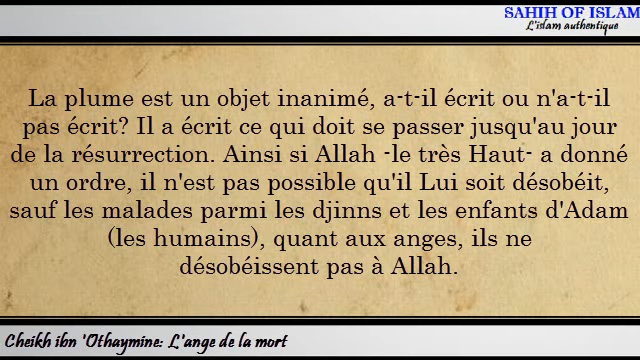 SAHIH OF ISLAM
L'islam authentique
La plume est un objet inanimé, a-t-il écrit ou n'a-t-il
pas écrit? Il a écrit ce qui doit se passer jusqu'au jour
de la résurrection. Ainsi si Allah -le très Haut- a donné
un ordre, il n'est pas possible qu'il Lui soit désobéit,
sauf les malades parmi les djinns et les enfants d'Adam
(les humains), quant aux anges, ils ne
désobéissent pas à Allah.
Cheikh ibn 'Othaymine: L'ange de la mort